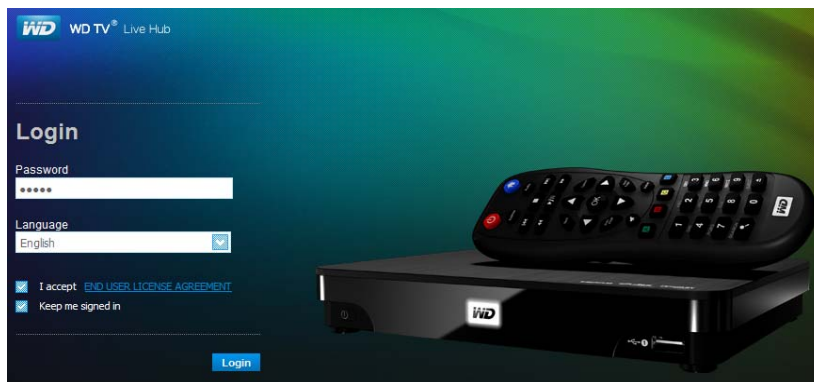 WD WD TV® Live Hub
Login
Password
•••••
Language
English
I accept END USER LICENSE AGREEMENT
Keep me signed in
Login
OK
WD
WD